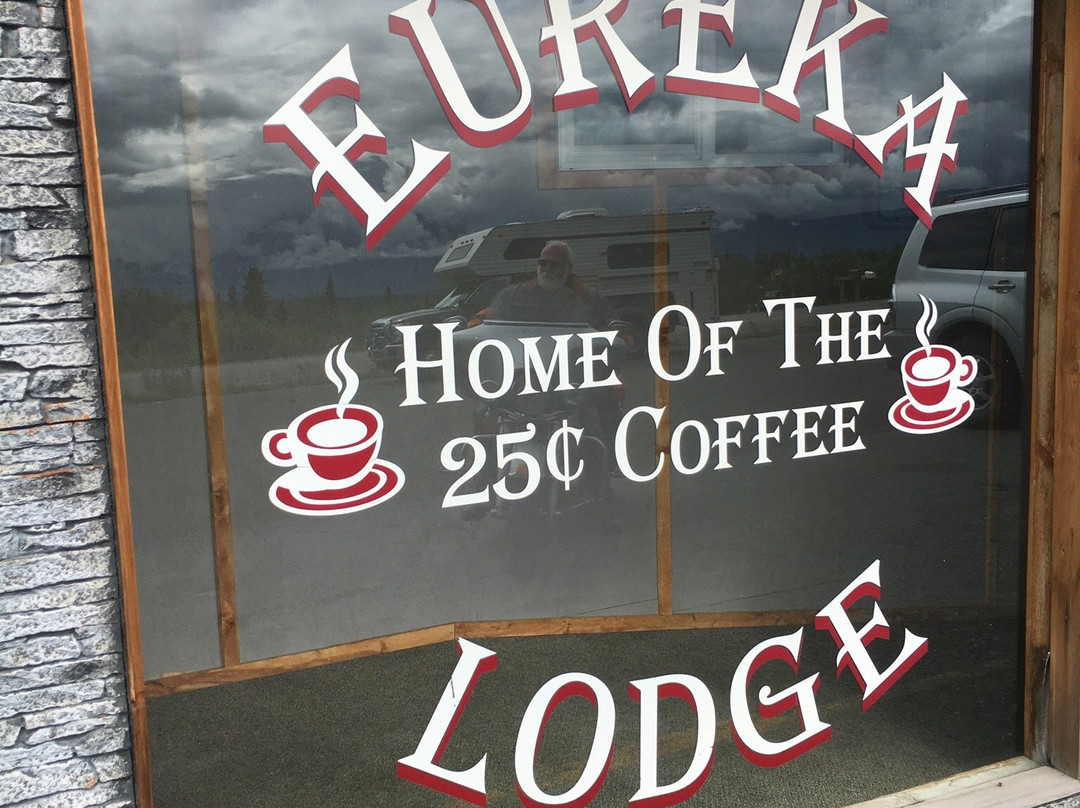 EUREKA
HOME OF THE
25¢ COFFEE
LODGE